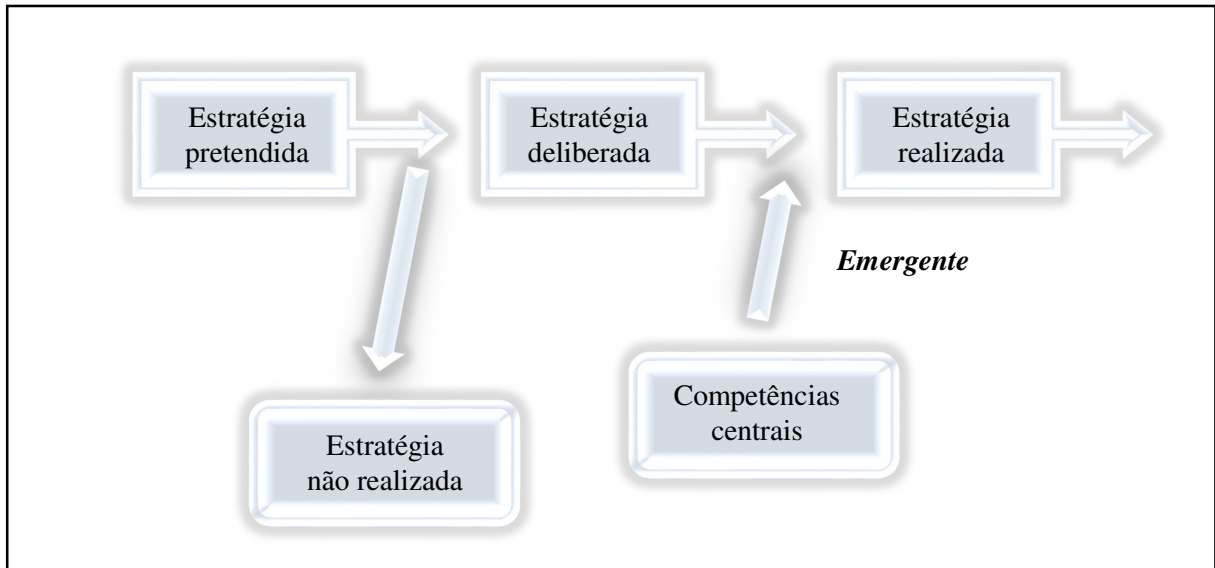 Estratégia
pretendida
Estratégia
deliberada
Estratégia
realizada
Emergente
Competências
centrais
Estratégia
não realizada